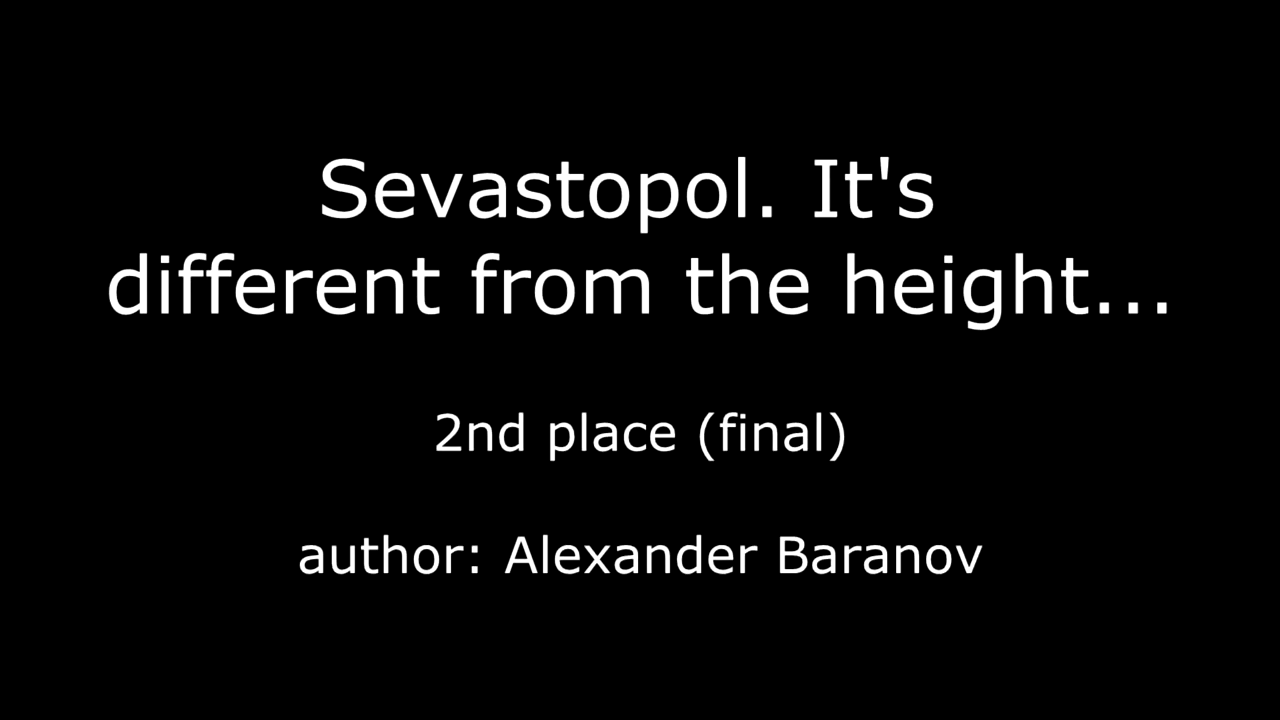 Sevastopol. It's
different from the height...
2nd place (final)
author: Alexander Baranov